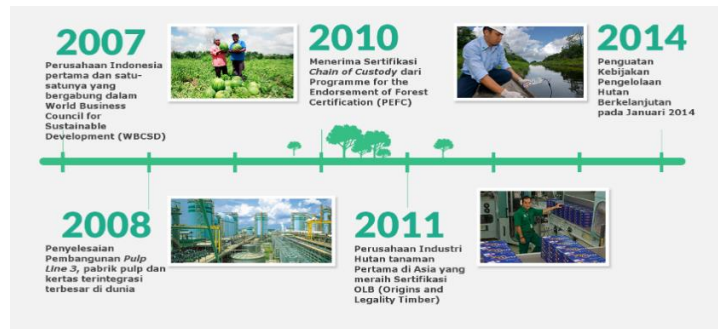 2007
Perusahaan Indonesia
pertama dan satu-
satunya yang
bergabung dalam
World Business
Council for
Sustainable
Development (WBCSD)
2010
Menerima Sertifikasi
Chain of Custody dari
Programme for the
Endorsement of Forest
Certification (PEFC)
2014
Penguatan
Kebijakan
Pengelolaan
Hutan
Berkelanjutan
pada Januari 2014
2008
Penyelesaian
Pembangunan Pulp
Line 3, pabrik pulp dan
kertas terintegrasi
terbesar di dunia
2011
Perusahaan Industri
Hutan tanaman
Pertama di Asia yang
meraih Sertifikasi
OLB (Origins and
Legality Timber)